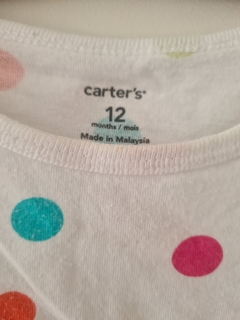 carter's
12
months / mois
Made in Malaysia